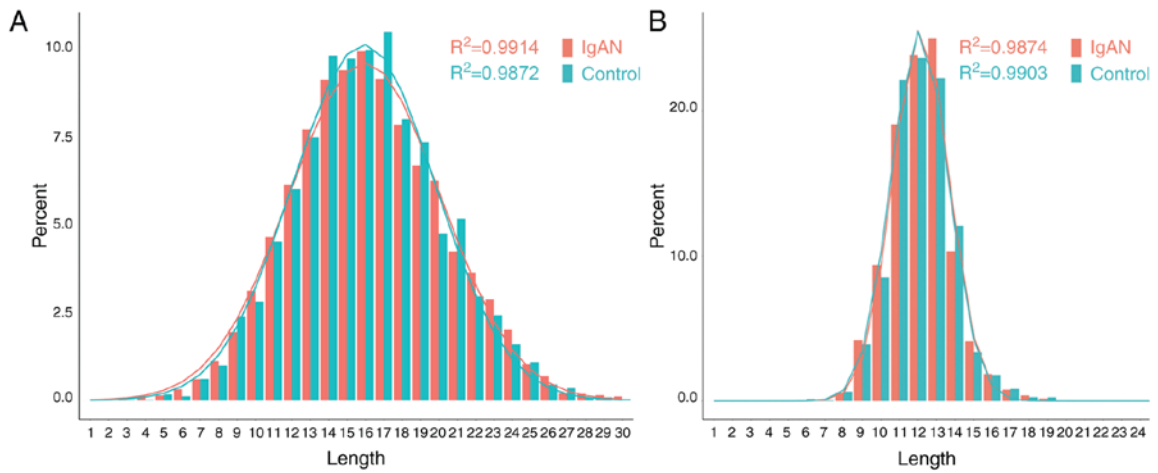 A
R²=0.9914 IgAN
R²=0.9872 Control
10.0
7.5
5.0
2.5
0.0
Percent
1 2 3 4 5 6 7 8 9 10 11 12 13 14 15 16 17 18 19 20 21 22 23 24 25 26 27 28 29 30
Length
B
R²=0.9874 IgAN
R²=0.9903 Control
20.0
10.0
0.0
Percent
1 2 3 4 5 6 7 8 9 10 11 12 13 14 15 16 17 18 19 20 21 22 23 24
Length